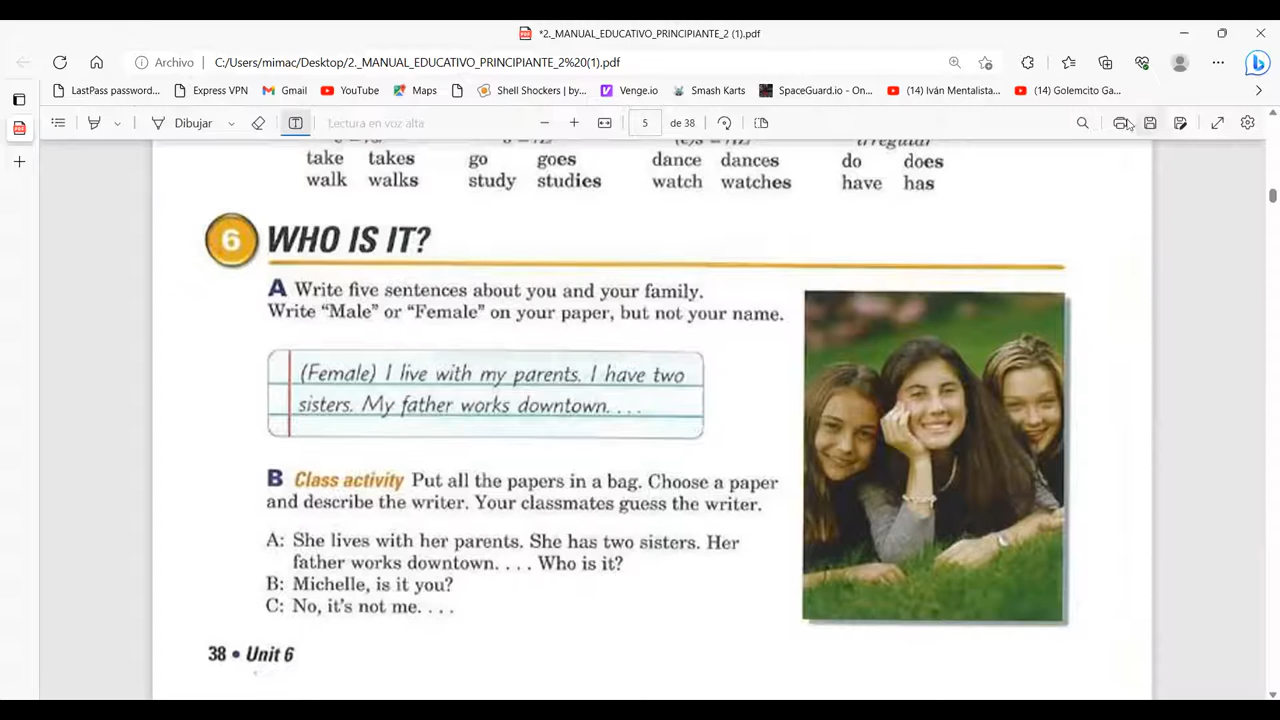 *2._MANUAL_EDUCATIVO_PRINCIPIANTE_2 (1).pdf
Archivo C:/Users/mimac/Desktop/2._MANUAL_EDUCATIVO_PRINCIPIANTE_2%20(1).pdf
LastPass password... Express VPN Gmail YouTube Maps Shell Shockers | by... Venge.io Smash Karts SpaceGuard.io - On... (14) Iván Mentalista... (14) Golemcito Ga...
Dibujar Lectura en voz alta 5 de 38
irregular
take takes go goes dance dances do does
walk walks study studies watch watches have has
6 WHO IS IT?
A Write five sentences about you and your family.
Write “Male” or “Female” on your paper, but not your name.
(Female) I live with my parents. I have two
sisters. My father works downtown. . . .
B Class activity Put all the papers in a bag. Choose a paper
and describe the writer. Your classmates guess the writer.
A: She lives with her parents. She has two sisters. Her
father works downtown. . . . Who is it?
B: Michelle, is it you?
C: No, it's not me. . . .
38 • Unit 6